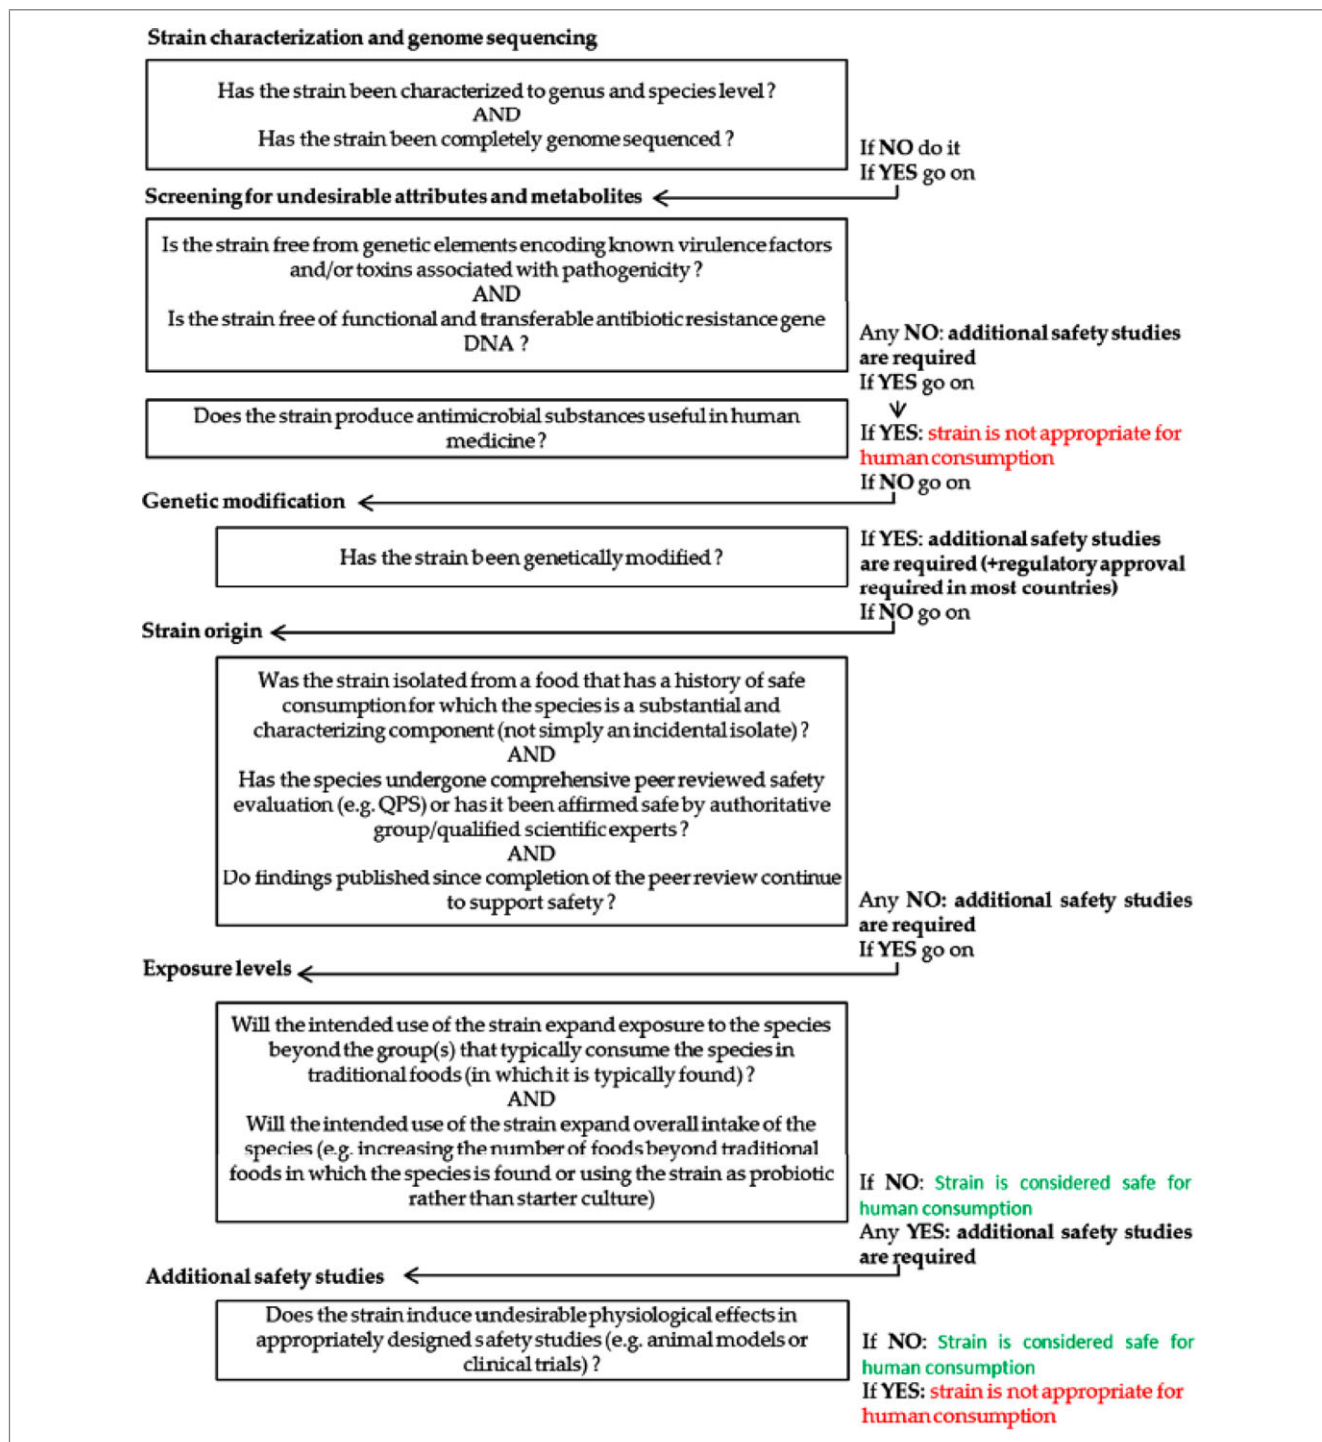 Strain characterization and genome sequencing
Has the strain been characterized to genus and species level?
AND
Has the strain been completely genome sequenced ?
If NO do it
If YES go on
Screening for undesirable attributes and metabolites
Is the strain free from genetic elements encoding known virulence factors
and/or toxins associated with pathogenicity ?
AND
Is the strain free of functional and transferable antibiotic resistance gene
DNA ?
Any NO: additional safety studies
are required
If YES go on
Does the strain produce antimicrobial substances useful in human
medicine ?
If YES: strain is not appropriate for
human consumption
If NO go on
Genetic modification
Has the strain been genetically modified ?
If YES: additional safety studies
are required (+regulatory approval
required in most countries)
If NO go on
Strain origin
Was the strain isolated from a food that has a history of safe
consumption for which the species is a substantial and
characterizing component (not simply an incidental isolate) ?
AND
Has the species undergone comprehensive peer reviewed safety
evaluation (e.g. QPS) or has it been affirmed safe by authoritative
group/qualified scientific experts ?
AND
Do findings published since completion of the peer review continue
to support safety ?
Any NO: additional safety studies
are required
If YES go on
Exposure levels
Will the intended use of the strain expand exposure to the species
beyond the group(s) that typically consume the species in
traditional foods (in which it is typically found) ?
AND
Will the intended use of the strain expand overall intake of the
species (e.g. increasing the number of foods beyond traditional
foods in which the species is found or using the strain as probiotic
rather than starter culture)
If NO: Strain is considered safe for
human consumption
Any YES: additional safety studies
are required
Additional safety studies
Does the strain induce undesirable physiological effects in
appropriately designed safety studies (e.g. animal models or
clinical trials) ?
If NO: Strain is considered safe for
human consumption
If YES: strain is not appropriate for
human consumption